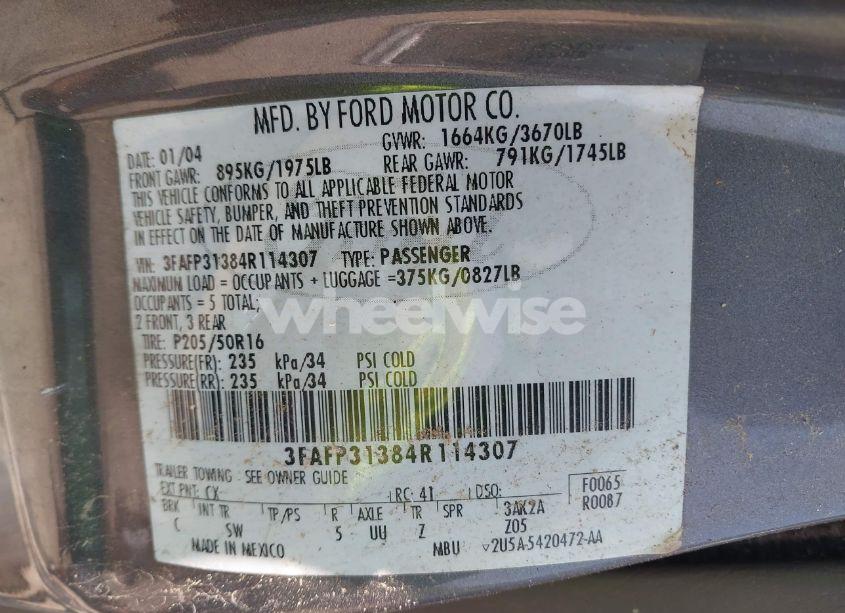 MFD. BY FORD MOTOR CO.
DATE: 01/04 GVWR: 1664KG/3670LB
FRONT GAWR: 895KG/1975LB REAR GAWR: 791KG/1745LB
THIS VEHICLE CONFORMS TO ALL APPLICABLE FEDERAL MOTOR
VEHICLE SAFETY, BUMPER, AND THEFT PREVENTION STANDARDS
IN EFFECT ON THE DATE OF MANUFACTURE SHOWN ABOVE.
VIN: 3FAFP31384R114307 TYPE: PASSENGER
MAXIMUM LOAD = OCCUPANTS + LUGGAGE =375KG/0827LB
OCCUPANTS = 5 TOTAL,
2 FRONT, 3 REAR
wheelwise
TIRE: P205/50R16
PRESSURE(FR): 235 kPa/34 PSI COLD
PRESSURE(RR): 235 kPa/34 PSI COLD
3FAFP31384R114307
TRAILER TOWING: SEE OWNER GUIDE
EXT PNT: CX RC: 41 DSO: F0065
BRK INT TR TP/PS R AXLE TR SPR 3AK2A R0087
C SW 5 UU Z Z05
MADE IN MEXICO MBU v2U5A-5420472-AA